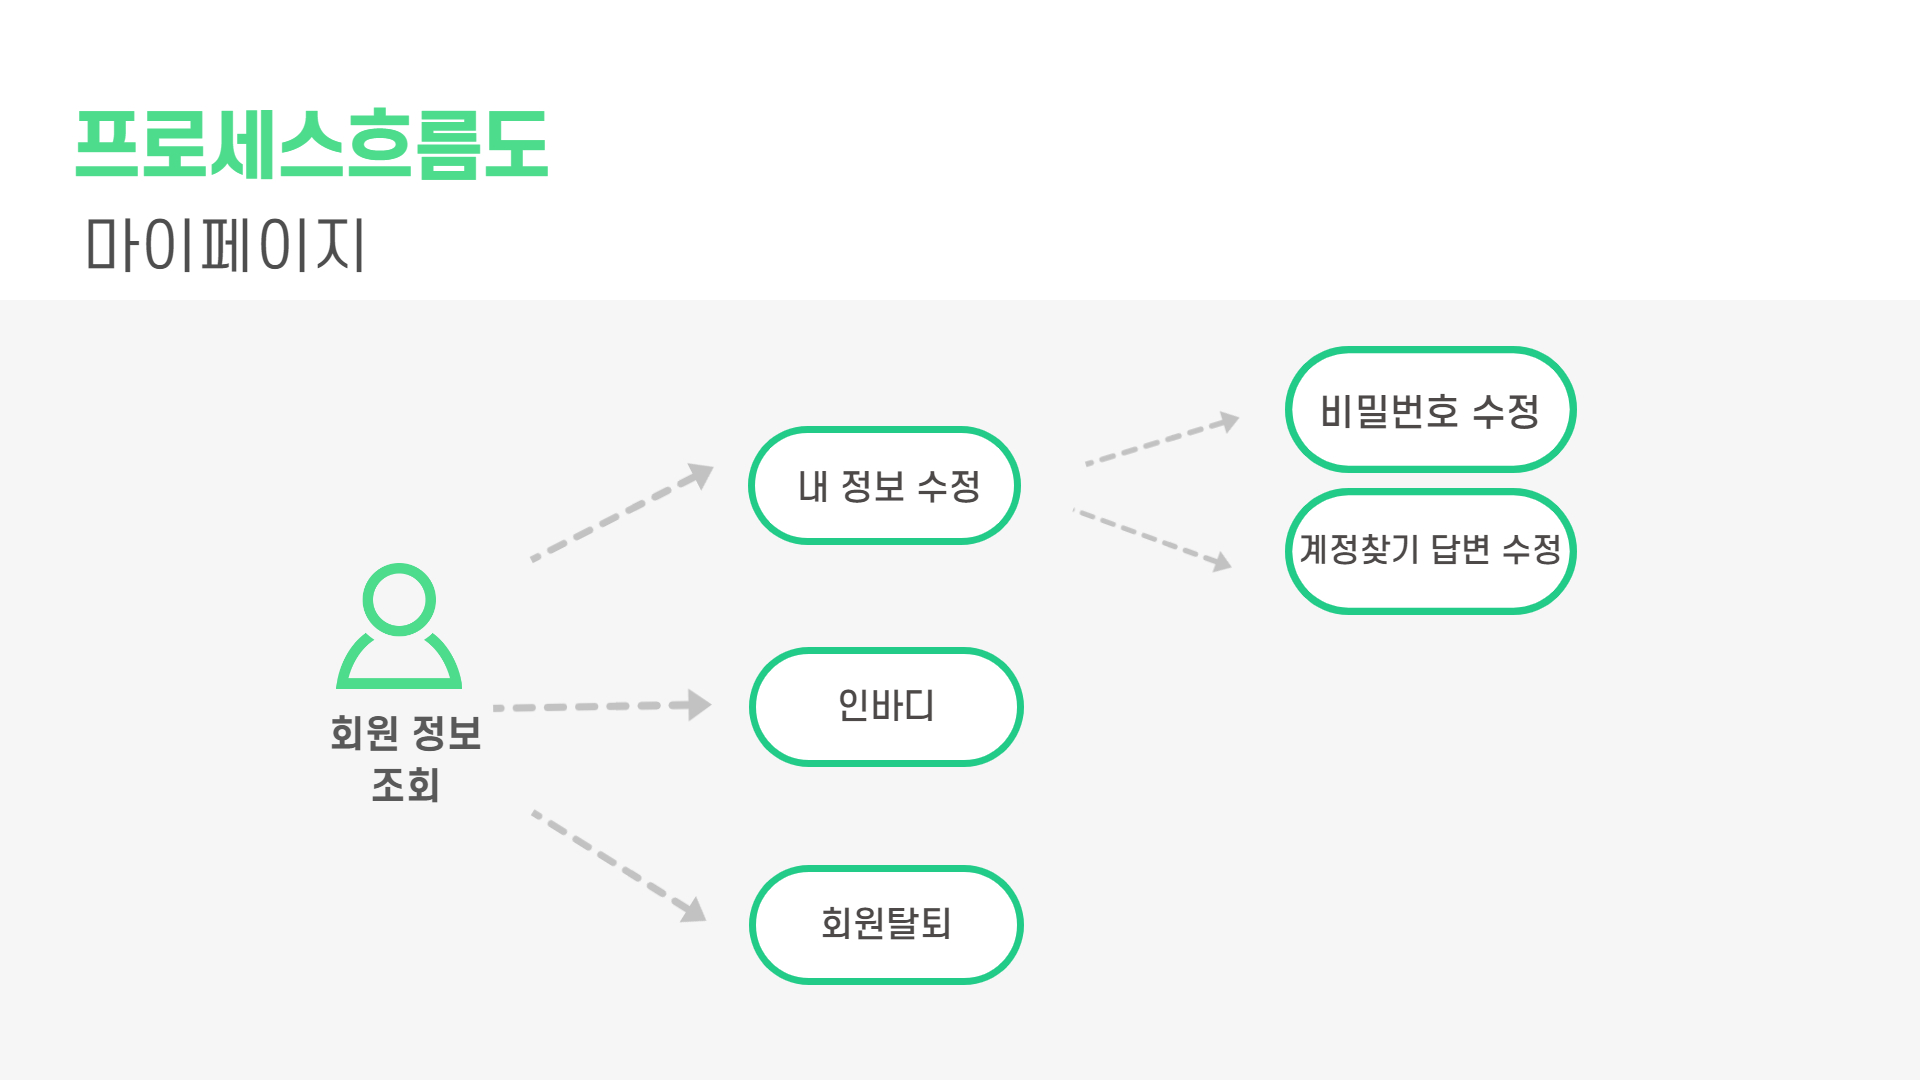 프로세스흐름도
마이페이지
회원 정보
조회
내 정보 수정
인바디
회원탈퇴
비밀번호 수정
계정찾기 답변 수정